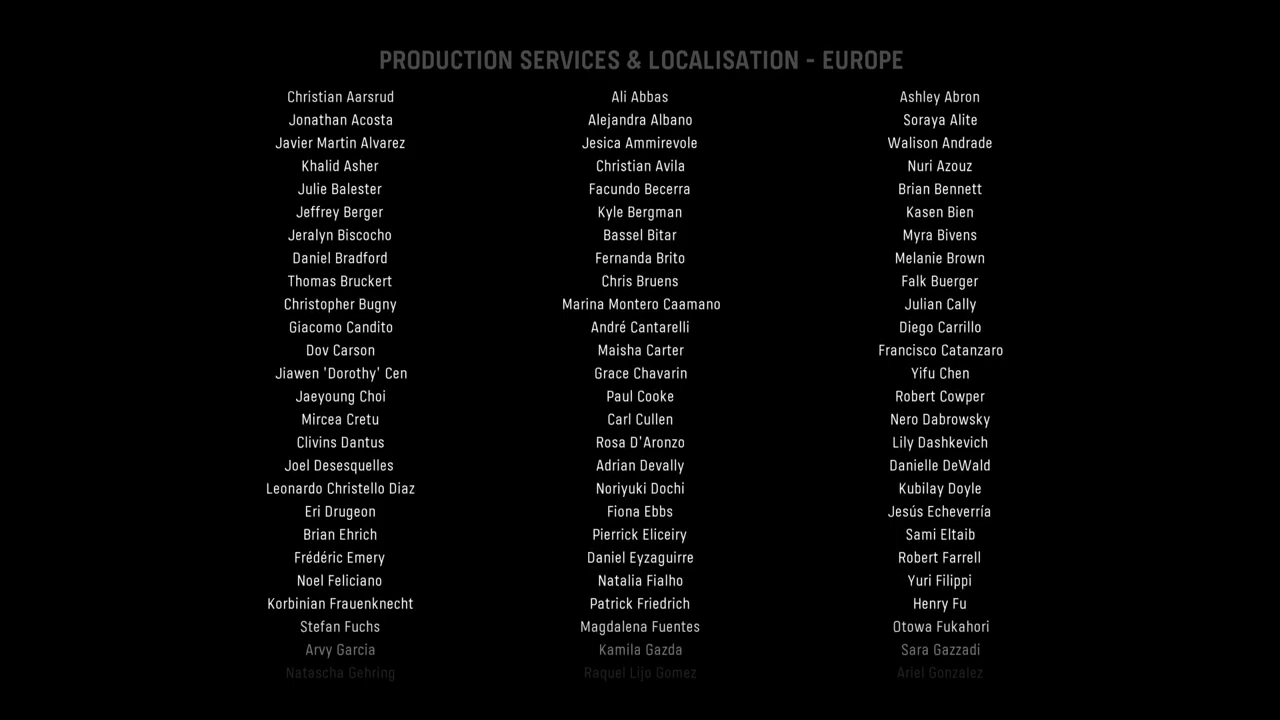 PRODUCTION SERVICES & LOCALISATION - EUROPE
Christian Aarsrud Ali Abbas Ashley Abron
Jonathan Acosta Alejandra Albano Soraya Alite
Javier Martin Alvarez Jesica Ammirevole Walison Andrade
Khalid Asher Christian Avila Nuri Azouz
Julie Balester Facundo Becerra Brian Bennett
Jeffrey Berger Kyle Bergman Kasen Bien
Jeralyn Biscocho Bassel Bitar Myra Bivens
Daniel Bradford Fernanda Brito Melanie Brown
Thomas Bruckert Chris Bruens Falk Buerger
Christopher Bugny Marina Montero Caamano Julian Cally
Giacomo Candito André Cantarelli Diego Carrillo
Dov Carson Maisha Carter Francisco Catanzaro
Jiawen 'Dorothy' Cen Grace Chavarin Yifu Chen
Jaeyoung Choi Paul Cooke Robert Cowper
Mircea Cretu Carl Cullen Nero Dabrowsky
Clivins Dantus Rosa D'Aronzo Lily Dashkevich
Joel Desesquelles Adrian Devally Danielle DeWald
Leonardo Christello Diaz Noriyuki Dochi Kubilay Doyle
Eri Drugeon Fiona Ebbs Jesús Echeverría
Brian Ehrich Pierrick Eliceiry Sami Eltaib
Frédéric Emery Daniel Eyzaguirre Robert Farrell
Noel Feliciano Natalia Fialho Yuri Filippi
Korbinian Frauenknecht Patrick Friedrich Henry Fu
Stefan Fuchs Magdalena Fuentes Otowa Fukahori
Arvy Garcia Kamila Gazda Sara Gazzadi
Natascha Gehring Raquel Lijo Gomez Ariel Gonzalez